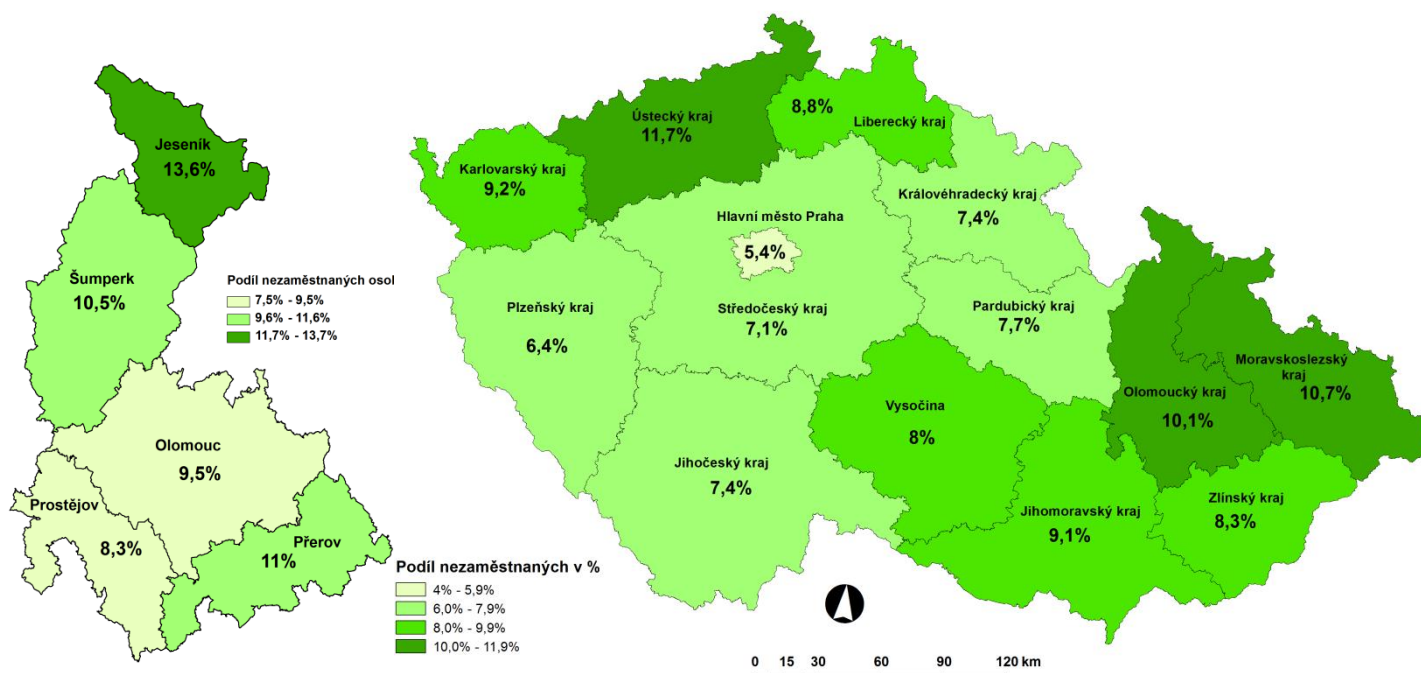 Jeseník
13,6%
Šumperk
10,5%
Podíl nezaměstnaných osol
7,5% - 9,5%
9,6% - 11,6%
11,7% - 13,7%
Olomouc
9,5%
Prostějov
8,3%
Přerov
11%
Podíl nezaměstnaných v %
4% - 5,9%
6,0% - 7,9%
8,0% - 9,9%
10,0% - 11,9%
Ústecký kraj
11,7%
8,8%
Liberecký kraj
Karlovarský kraj
9,2%
Královéhradecký kraj
7,4%
Hlavní město Praha
5,4%
Plzeňský kraj
6,4%
Středočeský kraj
7,1%
Pardubický kraj
7,7%
Moravskoslezský
kraj
10,7%
Olomoucký kraj
10,1%
Vysočina
8%
Jihočeský kraj
7,4%
Jihomoravský kraj
9,1%
Zlínský kraj
8,3%
0 15 30 60 90 120 km